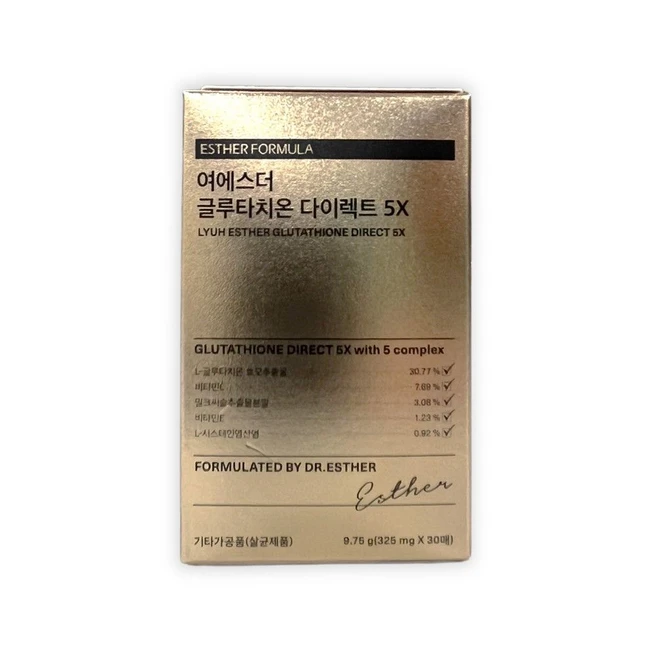 ESTHER FORMULA
여에스더
글루타치온 다이렉트 5X
LYUH ESTHER GLUTATHIONE DIRECT 5X
GLUTATHIONE DIRECT 5X with 5 complex
L-글루타치온 효모추출물 30.77 %
비타민C 7.69 %
밀크씨슬추출물분말 3.08 %
비타민E 1.23 %
L-시스테인염산염 0.92 %
FORMULATED BY DR.ESTHER
Esther
기타가공품(살균제품) 9.75 g(325 mg X 30매)